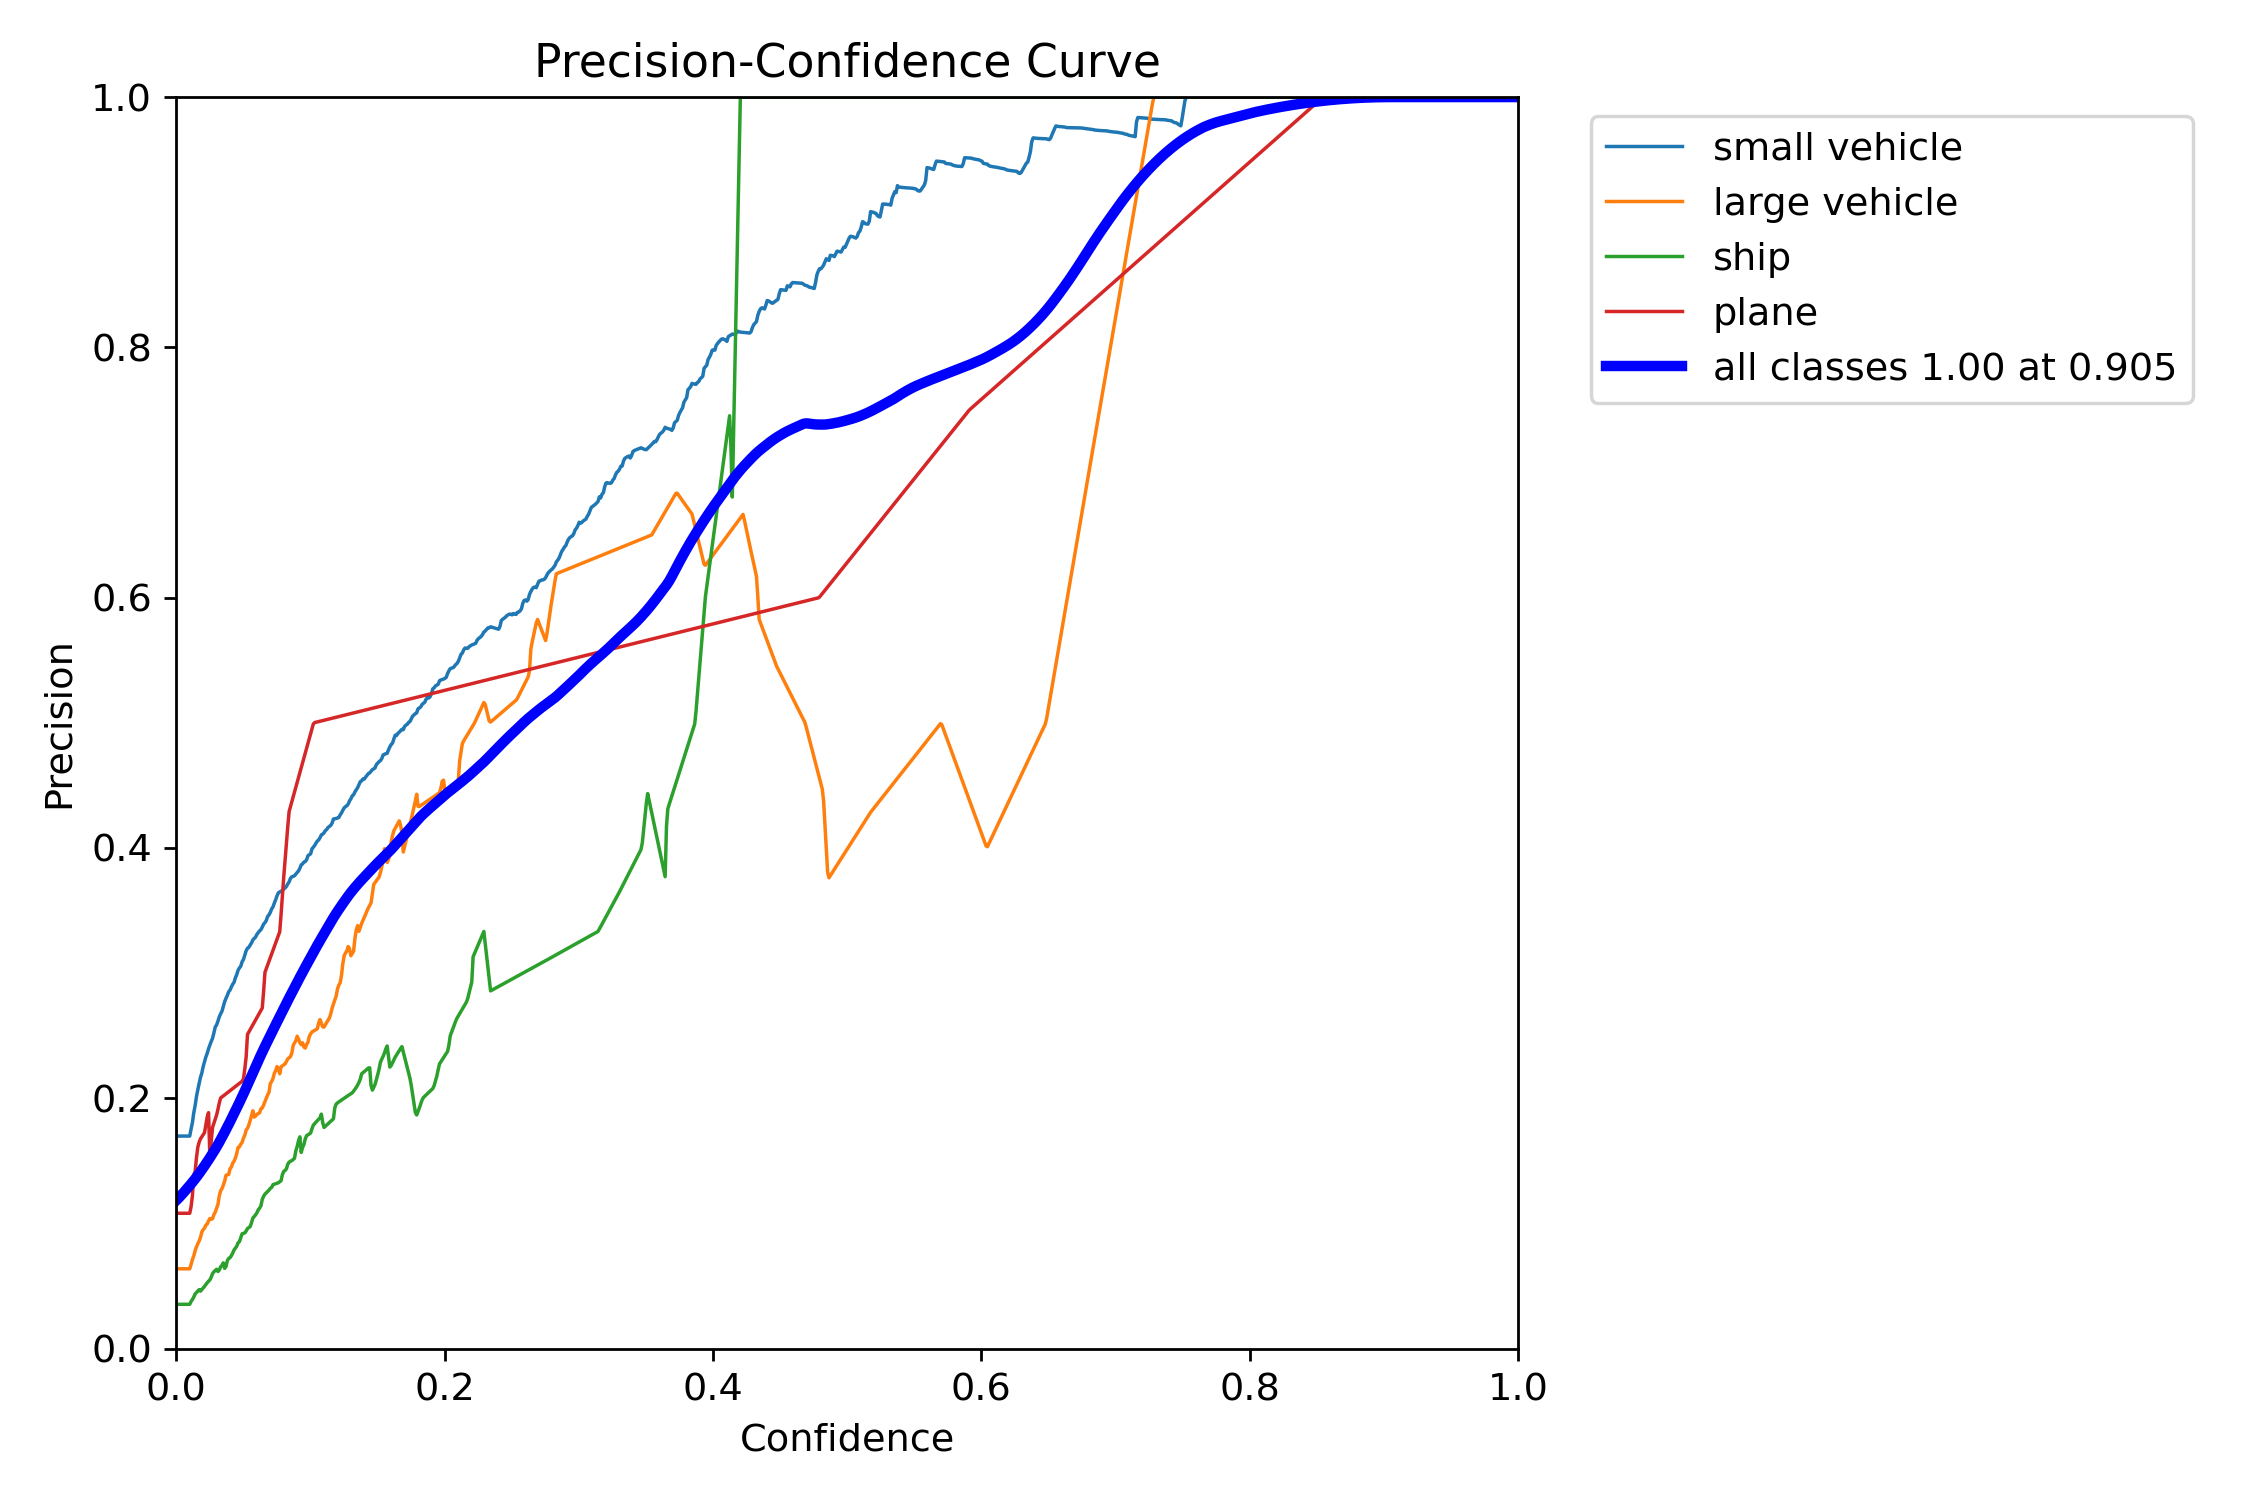 Precision-Confidence Curve
1.0
0.8
0.6
0.4
0.2
0.0
Precision
0.0 0.2 0.4 0.6 0.8 1.0
Confidence
small vehicle
large vehicle
ship
plane
all classes 1.00 at 0.905